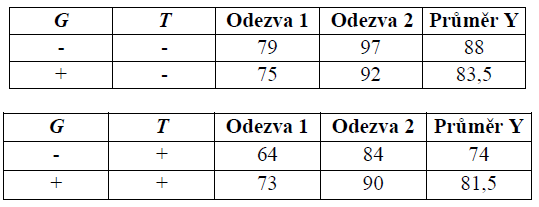 G T Odezva 1 Odezva 2 Průměr Y
- - 79 97 88
+ - 75 92 83,5
G T Odezva 1 Odezva 2 Průměr Y
- + 64 84 74
+ + 73 90 81,5